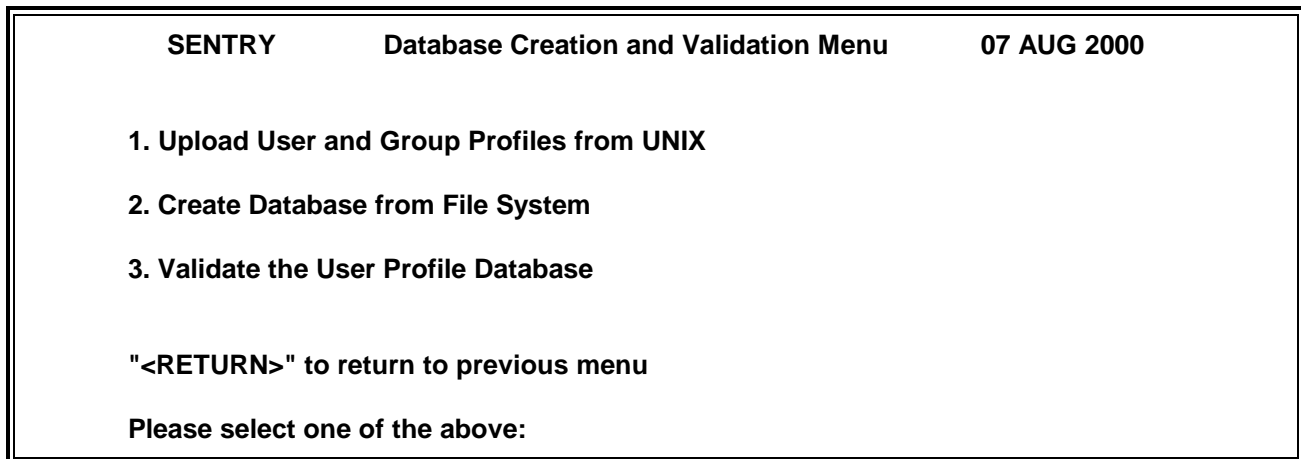 SENTRY Database Creation and Validation Menu 07 AUG 2000
1. Upload User and Group Profiles from UNIX
2. Create Database from File System
3. Validate the User Profile Database
"<RETURN>" to return to previous menu
Please select one of the above: